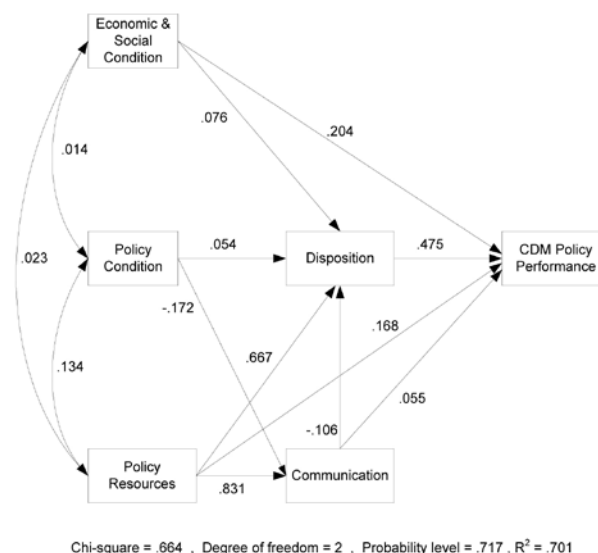 Economic &
Social
Condition
.076
.204
.014
Policy
Condition
.054
Disposition
.475
CDM Policy
Performance
.023
-.172
.168
.667
.134
.055
-.106
Policy
Resources
.831
Communication
Chi-square = .664 , Degree of freedom = 2 , Probability level = .717 , R² = .701